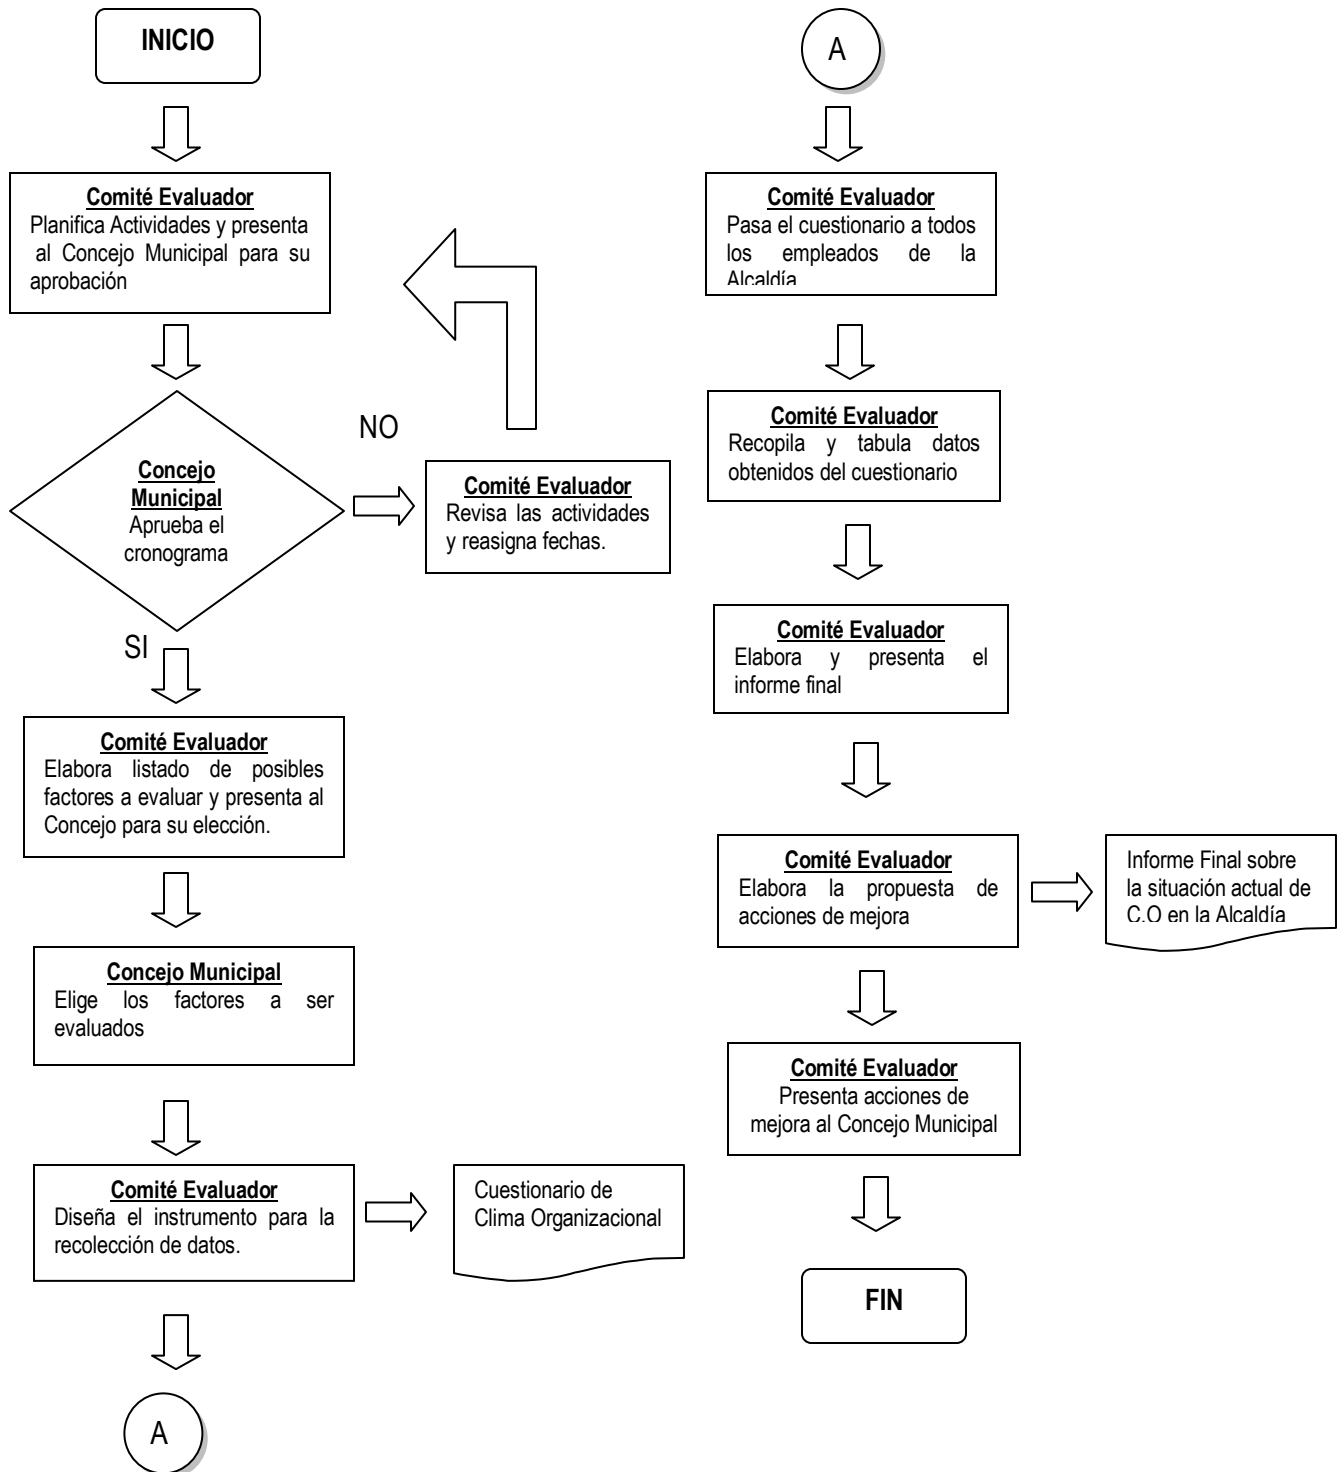 INICIO
Comité Evaluador
Planifica Actividades y presenta
al Concejo Municipal para su
aprobación
Concejo
Municipal
Aprueba el
cronograma
NO
Comité Evaluador
Revisa las actividades
y reasigna fechas.
SI
Comité Evaluador
Elabora listado de posibles
factores a evaluar y presenta al
Concejo para su elección.
Concejo Municipal
Elige los factores a ser
evaluados
Comité Evaluador
Diseña el instrumento para la
recolección de datos.
Cuestionario de
Clima Organizacional
A
A
Comité Evaluador
Pasa el cuestionario a todos
los empleados de la
Alcaldía
Comité Evaluador
Recopila y tabula datos
obtenidos del cuestionario
Comité Evaluador
Elabora y presenta el
informe final
Comité Evaluador
Elabora la propuesta de
acciones de mejora
Informe Final sobre
la situación actual de
C.O en la Alcaldía
Comité Evaluador
Presenta acciones de
mejora al Concejo Municipal
FIN